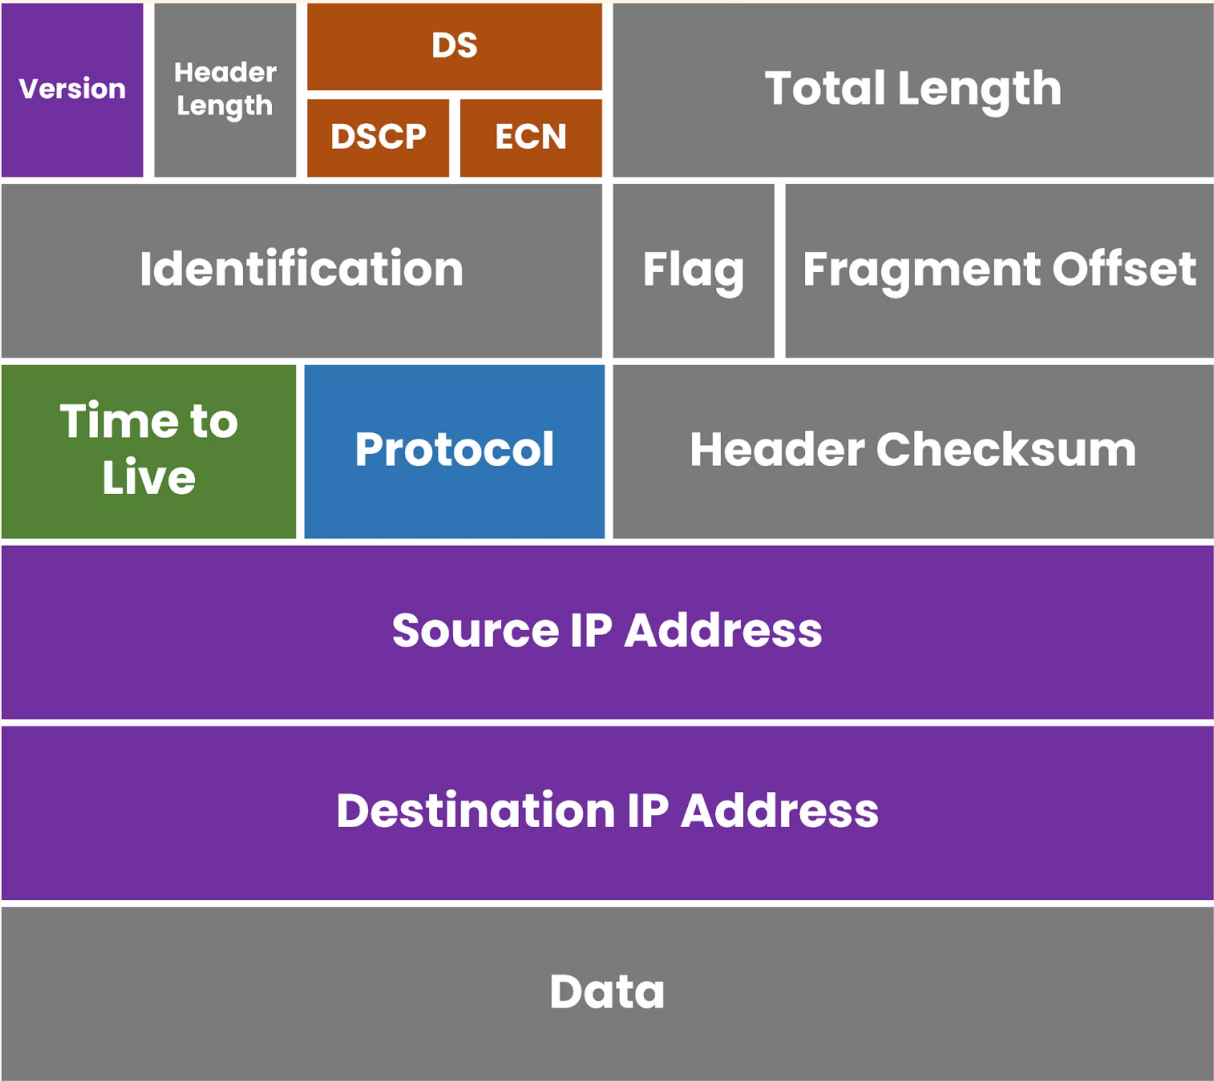 Version
Header
Length
DS
DSCP
ECN
Total Length
Identification
Flag
Fragment Offset
Time to
Live
Protocol
Header Checksum
Source IP Address
Destination IP Address
Data